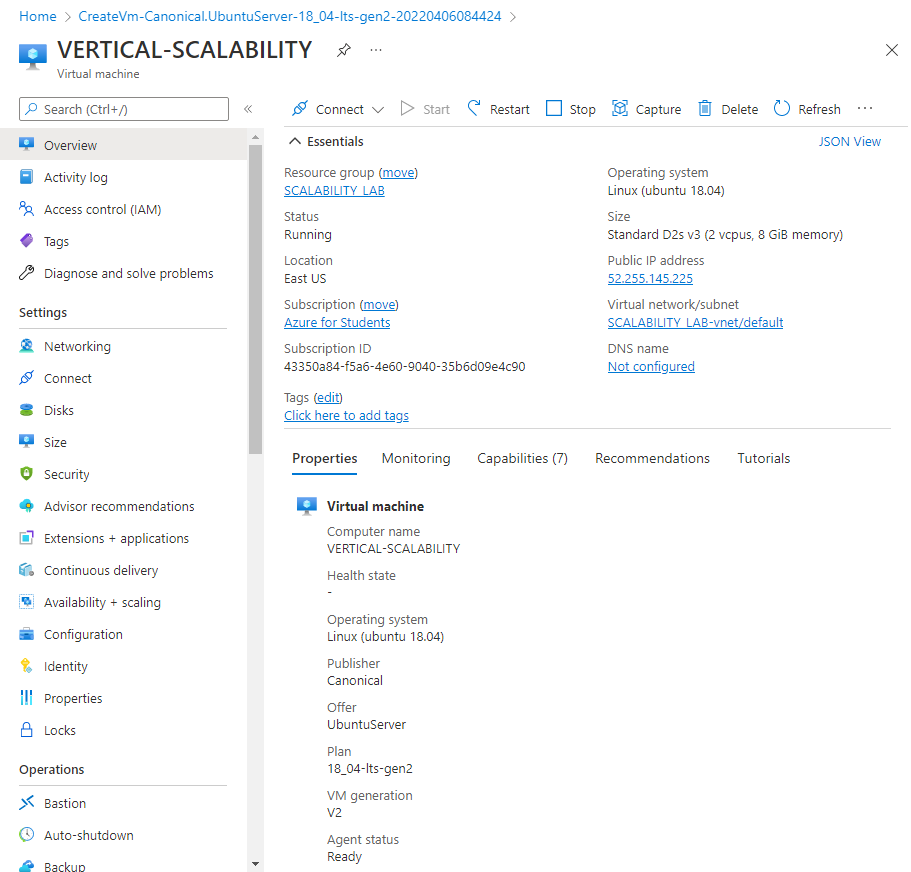 Home > CreateVm-Canonical.UbuntuServer-18_04-lts-gen2-20220406084424 >
VERTICAL-SCALABILITY
Virtual machine
Search (Ctrl+/)
Overview
Activity log
Access control (IAM)
Tags
Diagnose and solve problems
Settings
Networking
Connect
Disks
Size
Security
Advisor recommendations
Extensions + applications
Continuous delivery
Availability + scaling
Configuration
Identity
Properties
Locks
Operations
Bastion
Auto-shutdown
Backup
Connect Start Restart Stop Capture Delete Refresh
Essentials
JSON View
Resource group (move)
SCALABILITY_LAB
Status
Running
Location
East US
Subscription (move)
Azure for Students
Subscription ID
43350a84-f5a6-4e60-9040-35b6d09e4c90
Tags (edit)
Click here to add tags
Operating system
Linux (ubuntu 18.04)
Size
Standard D2s v3 (2 vcpus, 8 GiB memory)
Public IP address
52.255.145.225
Virtual network/subnet
SCALABILITY_LAB-vnet/default
DNS name
Not configured
Properties Monitoring Capabilities (7) Recommendations Tutorials
Virtual machine
Computer name
VERTICAL-SCALABILITY
Health state
-
Operating system
Linux (ubuntu 18.04)
Publisher
Canonical
Offer
UbuntuServer
Plan
18_04-lts-gen2
VM generation
V2
Agent status
Ready